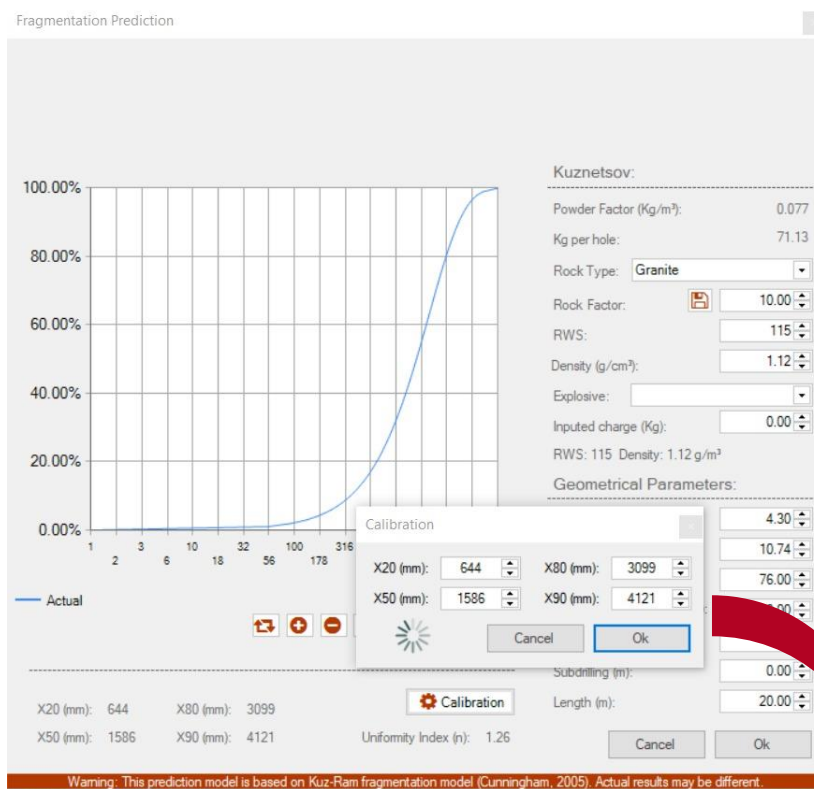 Fragmentation Prediction
Kuznetsov:
100.00%
80.00%
60.00%
40.00%
20.00%
0.00%
1 3 10 32 100 316
2 6 18 56 178
Actual
Powder Factor (Kg/m³): 0.077
Kg per hole: 71.13
Rock Type: Granite
Rock Factor: 10.00
RWS: 115
Density (g/cm³): 1.12
Explosive:
Inputed charge (Kg): 0.00
RWS: 115 Density: 1.12 g/m³
Geometrical Parameters:
4.30
10.74
76.00
Subdrilling (m): 0.00
Length (m): 20.00
Cancel Ok
Calibration
X20 (mm): 644 X80 (mm): 3099
X50 (mm): 1586 X90 (mm): 4121
Cancel Ok
Calibration
X20 (mm): 644 X80 (mm): 3099
X50 (mm): 1586 X90 (mm): 4121 Uniformity Index (n): 1.26
Warning: This prediction model is based on Kuz-Ram fragmentation model (Cunningham, 2005). Actual results may be different.